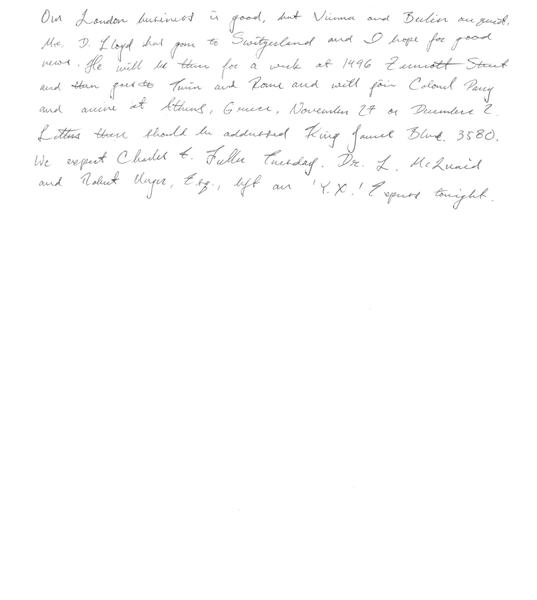 Our London business is good, but Vienna and Berlin are quiet.
Mr. D. Lloyd has gone to Switzerland and I hope for good
news. He will be there for a week at 1496 Zermott Street
and then goes to Turin and Rome and will join Colonel Parry
and arrive at Athens, Greece, November 27 or December 2.
Letters there should be addressed King James Blvd. 3580.
We expect Charles E. Fuller Tuesday. Dr. L. McQuaid
and Robert Unger, Esq., left on 'Y.X.' Express tonight.